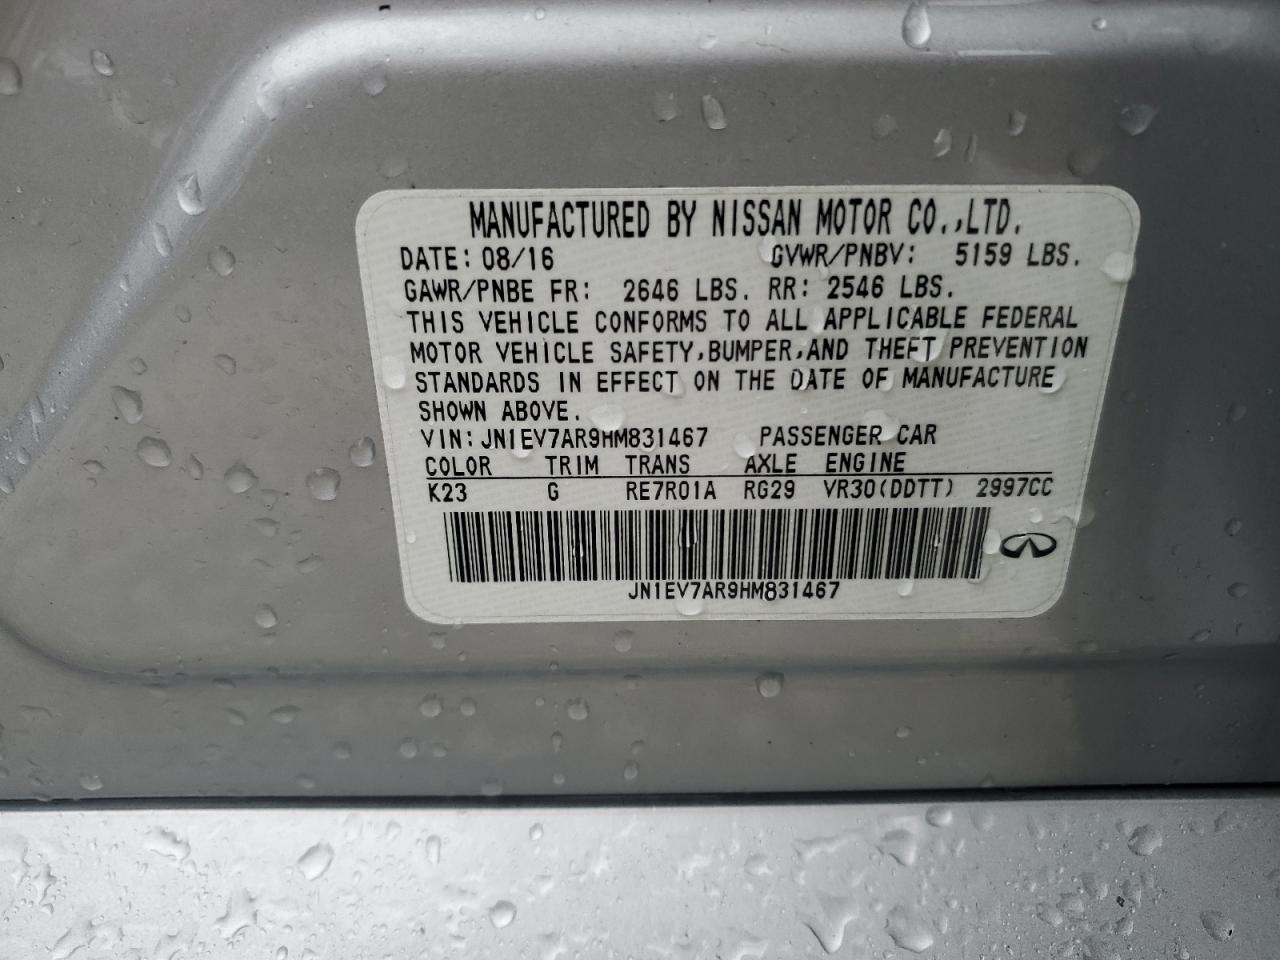 MANUFACTURED BY NISSAN MOTOR CO.,LTD.
DATE: 08/16 GVWR/PNBV: 5159 LBS.
GAWR/PNBE FR: 2646 LBS. RR: 2546 LBS.
THIS VEHICLE CONFORMS TO ALL APPLICABLE FEDERAL
MOTOR VEHICLE SAFETY,BUMPER,AND THEFT PREVENTION
STANDARDS IN EFFECT ON THE DATE OF MANUFACTURE
SHOWN ABOVE.
VIN: JN1EV7AR9HM831467 PASSENGER CAR
COLOR TRIM TRANS AXLE ENGINE
K23 G RE7R01A RG29 VR30(DDTT) 2997CC
JN1EV7AR9HM831467